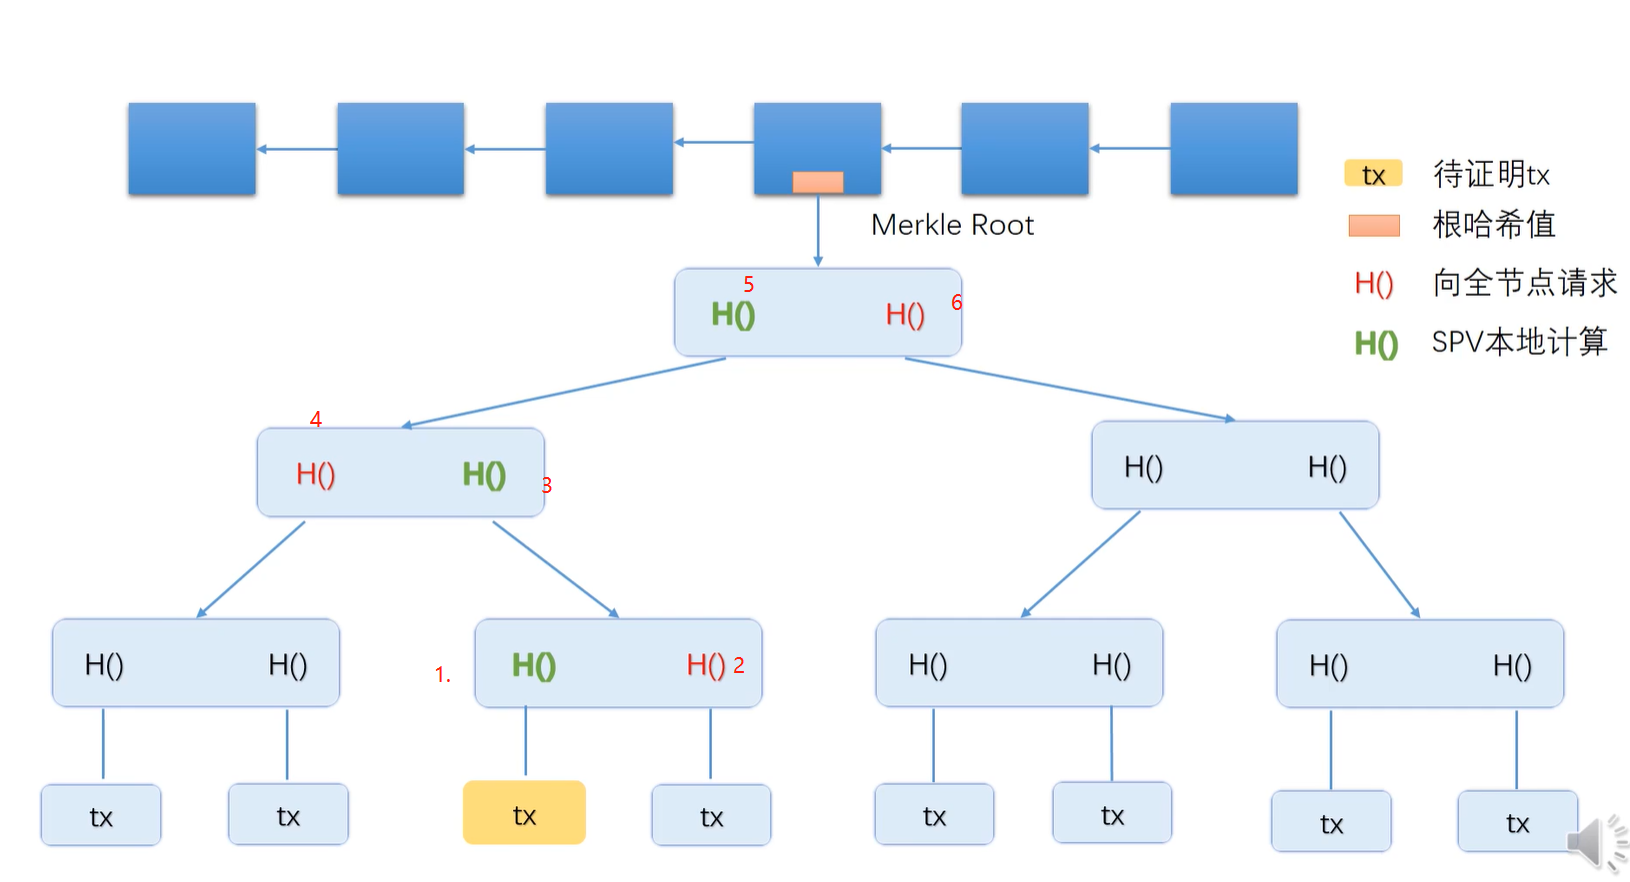 tx 待证明tx
Merkle Root
根哈希值
5
H() H() 6
H() 向全节点请求
H() SPV本地计算
4
H() H() 3
H() H()
H() H()
1. H() H() 2
H() H()
H() H()
tx tx tx tx tx tx tx tx